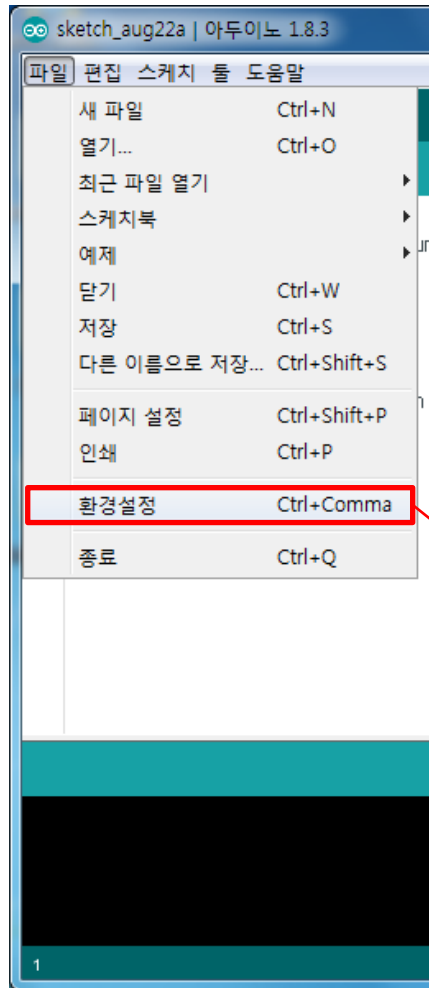 sketch_aug22a | 아두이노 1.8.3
파일 편집 스케치 툴 도움말
새 파일 Ctrl+N
열기... Ctrl+O
최근 파일 열기
스케치북
예제
닫기 Ctrl+W
저장 Ctrl+S
다른 이름으로 저장... Ctrl+Shift+S
페이지 설정 Ctrl+Shift+P
인쇄 Ctrl+P
환경설정 Ctrl+Comma
종료 Ctrl+Q
1